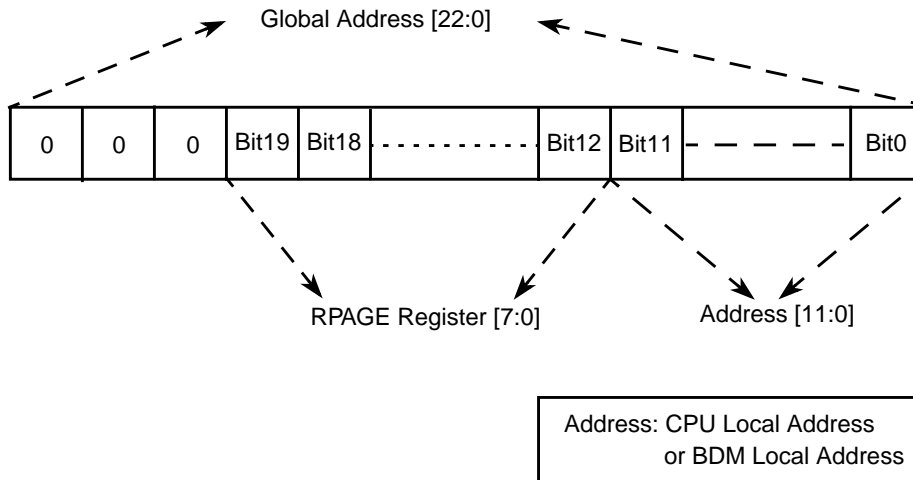 Global Address [22:0]
0 0 0 Bit19 Bit18 Bit12 Bit11 Bit0
RPAGE Register [7:0] Address [11:0]
Address: CPU Local Address
or BDM Local Address